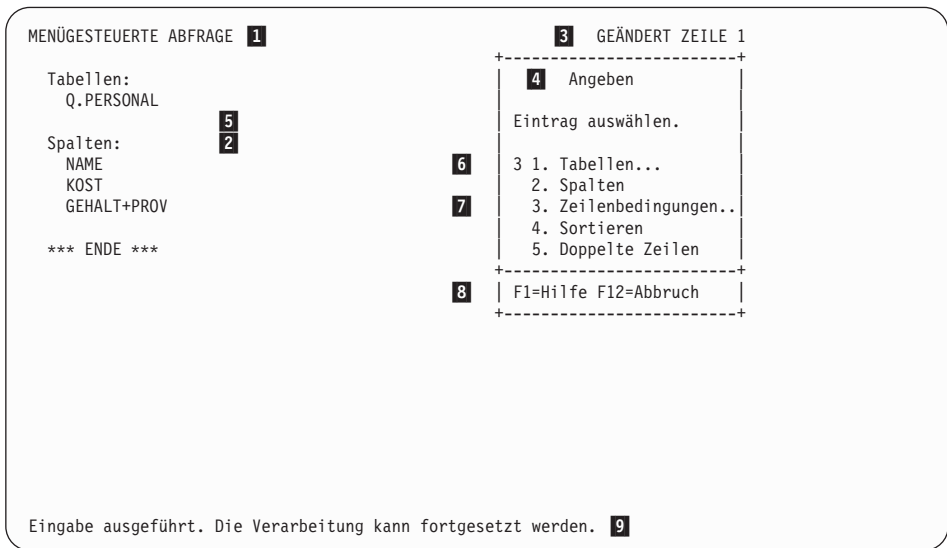 MENÜGESTEUERTE ABFRAGE 1 3 GEÄNDERT ZEILE 1
+--------------------------+
Tabellen: | 4 Angeben |
Q.PERSONAL | |
5 | Eintrag auswählen. |
Spalten: 2 | |
NAME 6 | 3 1. Tabellen... |
KOST | 2. Spalten |
GEHALT+PROV 7 | 3. Zeilenbedingungen..|
| 4. Sortieren |
*** ENDE *** | 5. Doppelte Zeilen |
+--------------------------+
8 | F1=Hilfe F12=Abbruch |
+--------------------------+
Eingabe ausgeführt. Die Verarbeitung kann fortgesetzt werden. 9